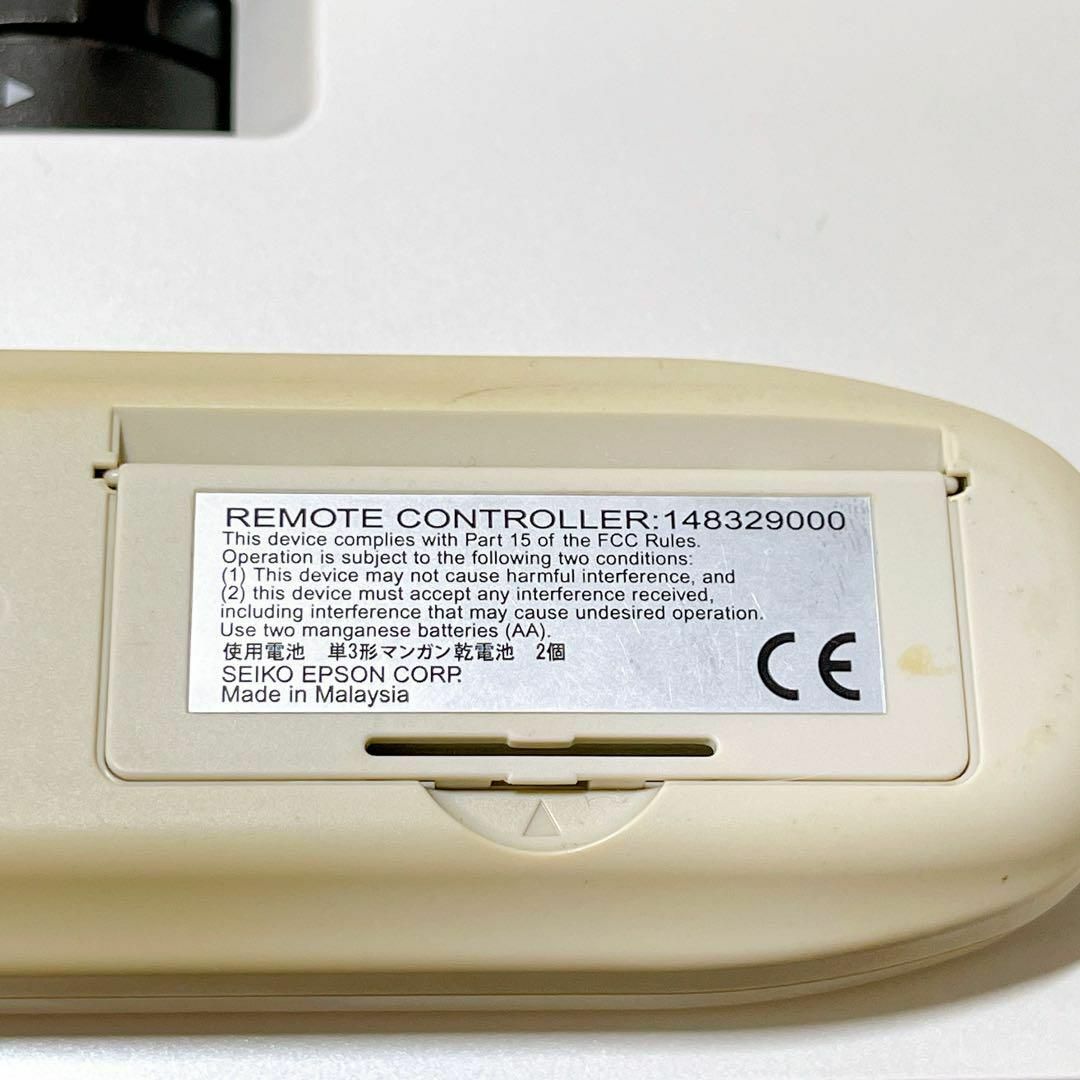 REMOTE CONTROLLER:148329000
This device complies with Part 15 of the FCC Rules.
Operation is subject to the following two conditions:
(1) This device may not cause harmful interference, and
(2) this device must accept any interference received,
including interference that may cause undesired operation.
Use two manganese batteries (AA).
使用電池　単3形マンガン乾電池　2個
SEIKO EPSON CORP.
Made in Malaysia
CE